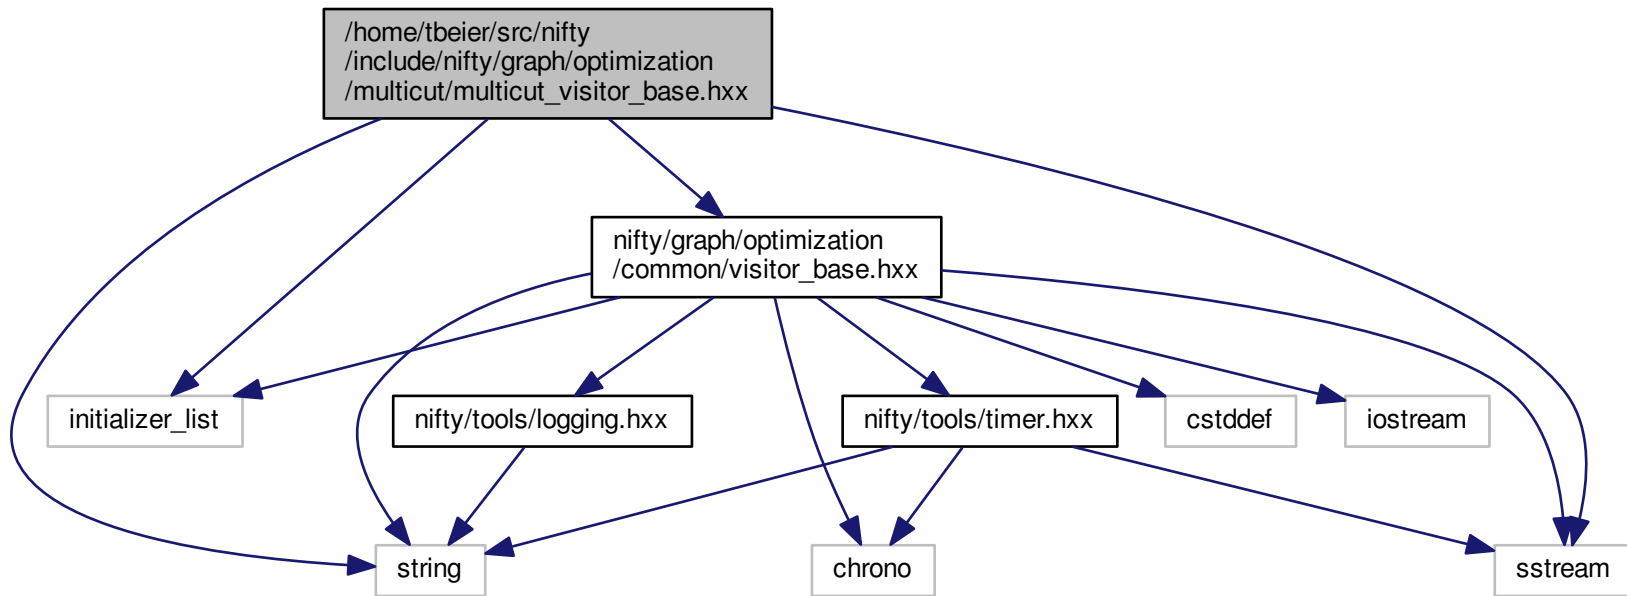 /home/tbeier/src/nifty
/include/nifty/graph/optimization
/multicut/multicut_visitor_base.hxx
nifty/graph/optimization
/common/visitor_base.hxx
initializer_list
nifty/tools/logging.hxx
nifty/tools/timer.hxx
cstddef
iostream
string
chrono
sstream